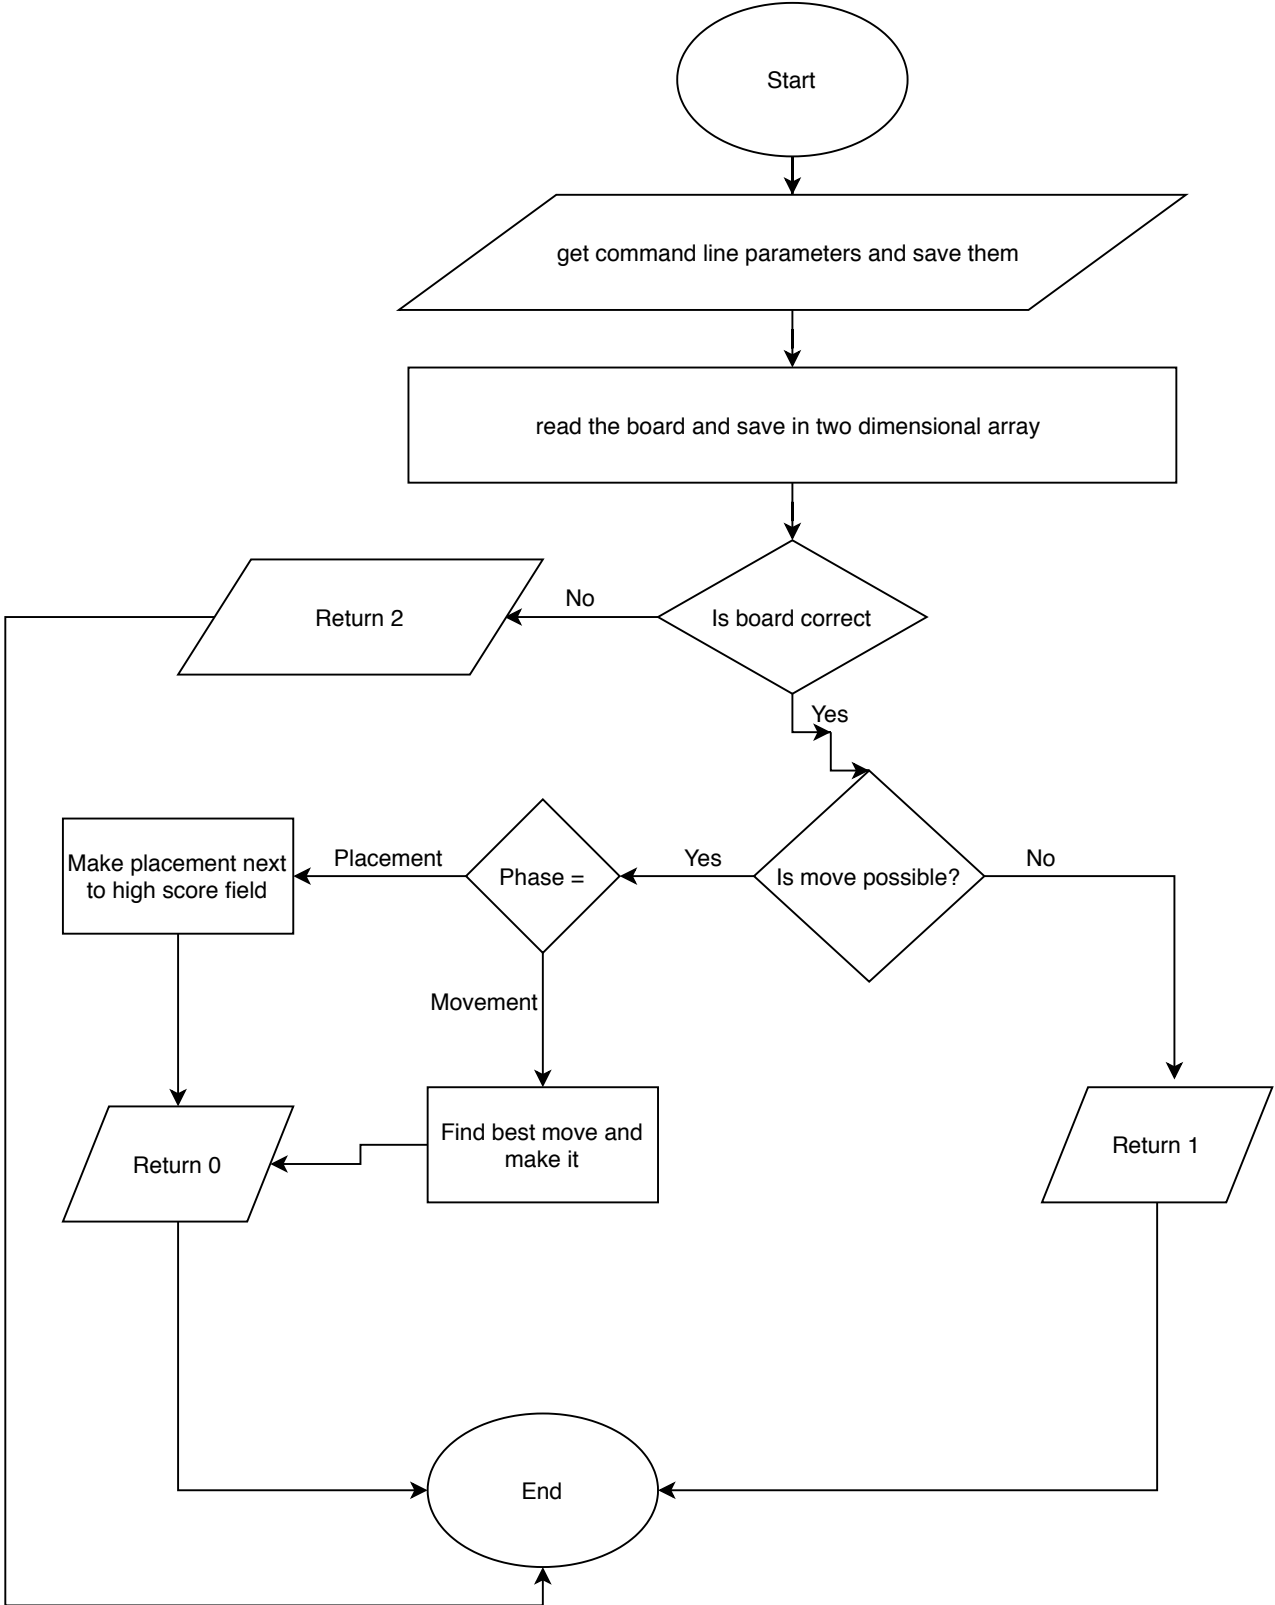 Start
get command line parameters and save them
read the board and save in two dimensional array
Is board correct
No
Return 2
Yes
Is move possible?
Yes
No
Phase =
Placement
Make placement next
to high score field
Movement
Find best move and
make it
Return 0
Return 1
End